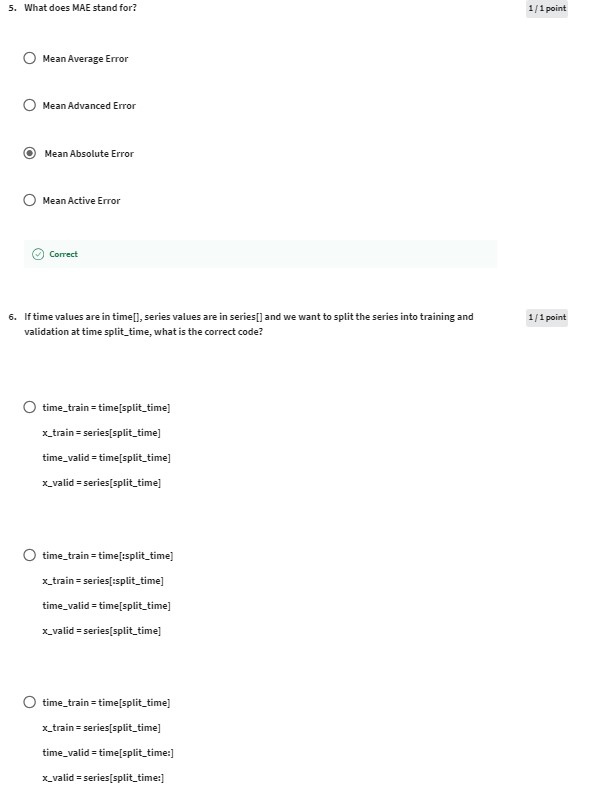 5. What does MAE stand for?
1 / 1 point
Mean Average Error
Mean Advanced Error
Mean Absolute Error
Mean Active Error
Correct
6. If time values are in time[], series values are in series[] and we want to split the series into training and
validation at time split_time, what is the correct code?
1 / 1 point
time_train = time[split_time]
x_train = series[split_time]
time_valid = time[split_time]
x_valid = series[split_time]
time_train = time[:split_time]
x_train = series[:split_time]
time_valid = time[split_time]
x_valid = series[split_time]
time_train = time[split_time]
x_train = series[split_time]
time_valid = time[split_time:]
x_valid = series[split_time:]